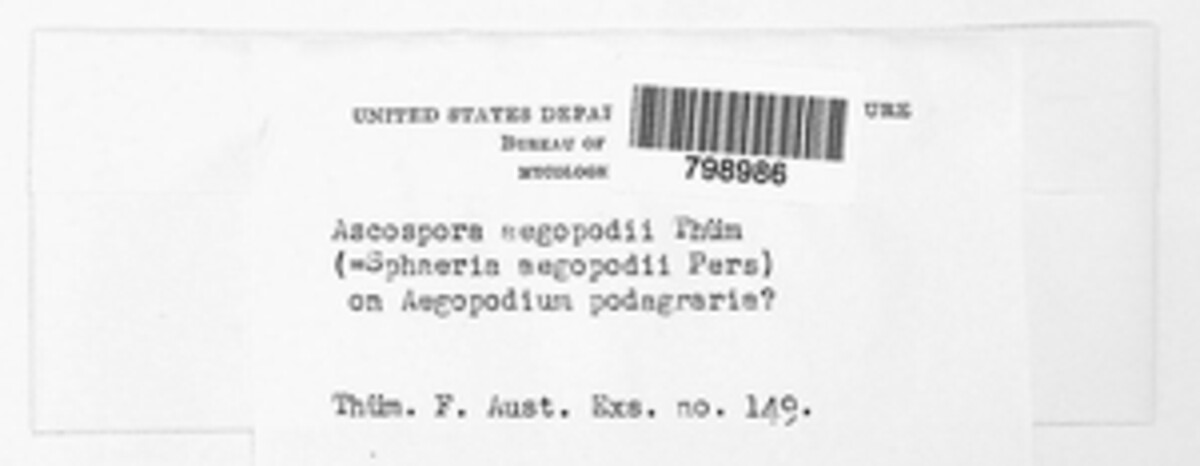 UNITED STATES DEPA URE
BUREAU OF
798986
Ascospora aegopodii Thüm
(=Sphaeria aegopodii Pers)
on Aegopodium podagraria?
Thüm. F. Aust. Exs. no. 149.